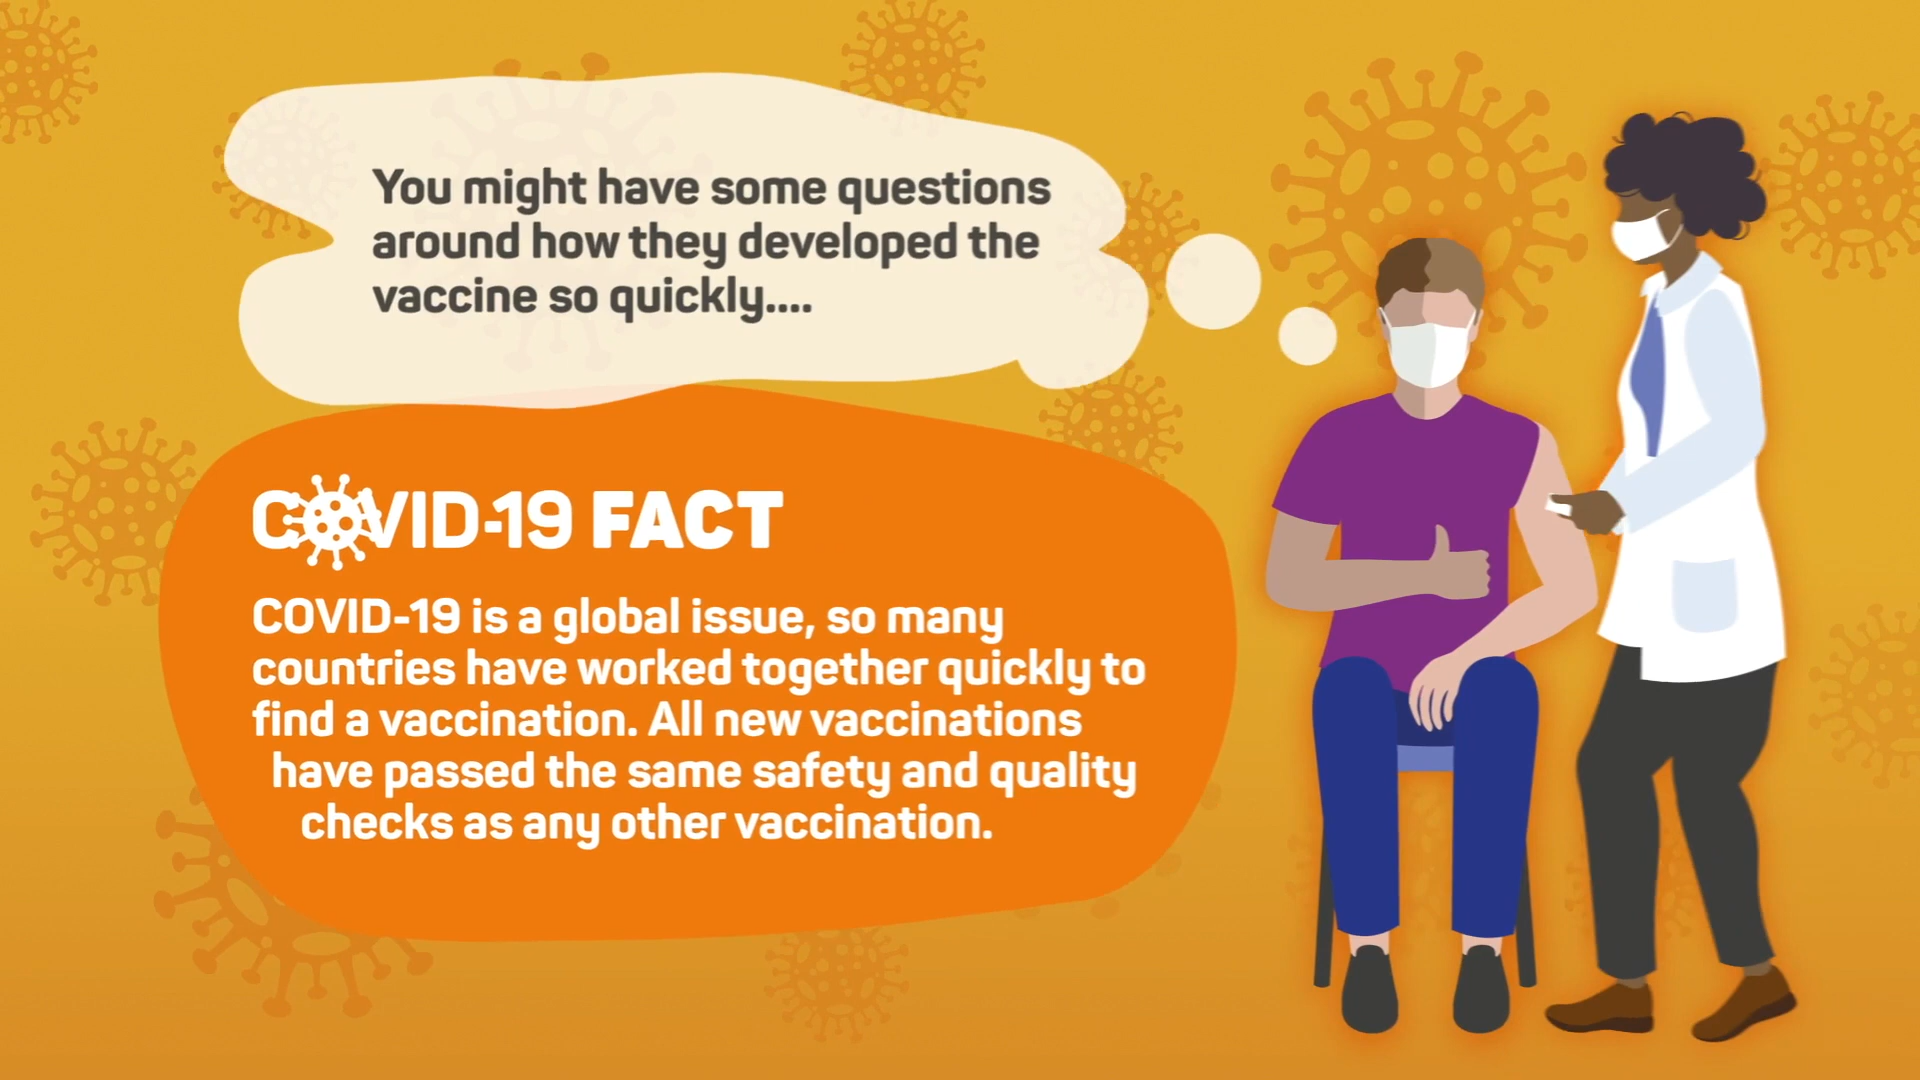 You might have some questions
around how they developed the
vaccine so quickly....
COVID-19 FACT
COVID-19 is a global issue, so many
countries have worked together quickly to
find a vaccination. All new vaccinations
have passed the same safety and quality
checks as any other vaccination.